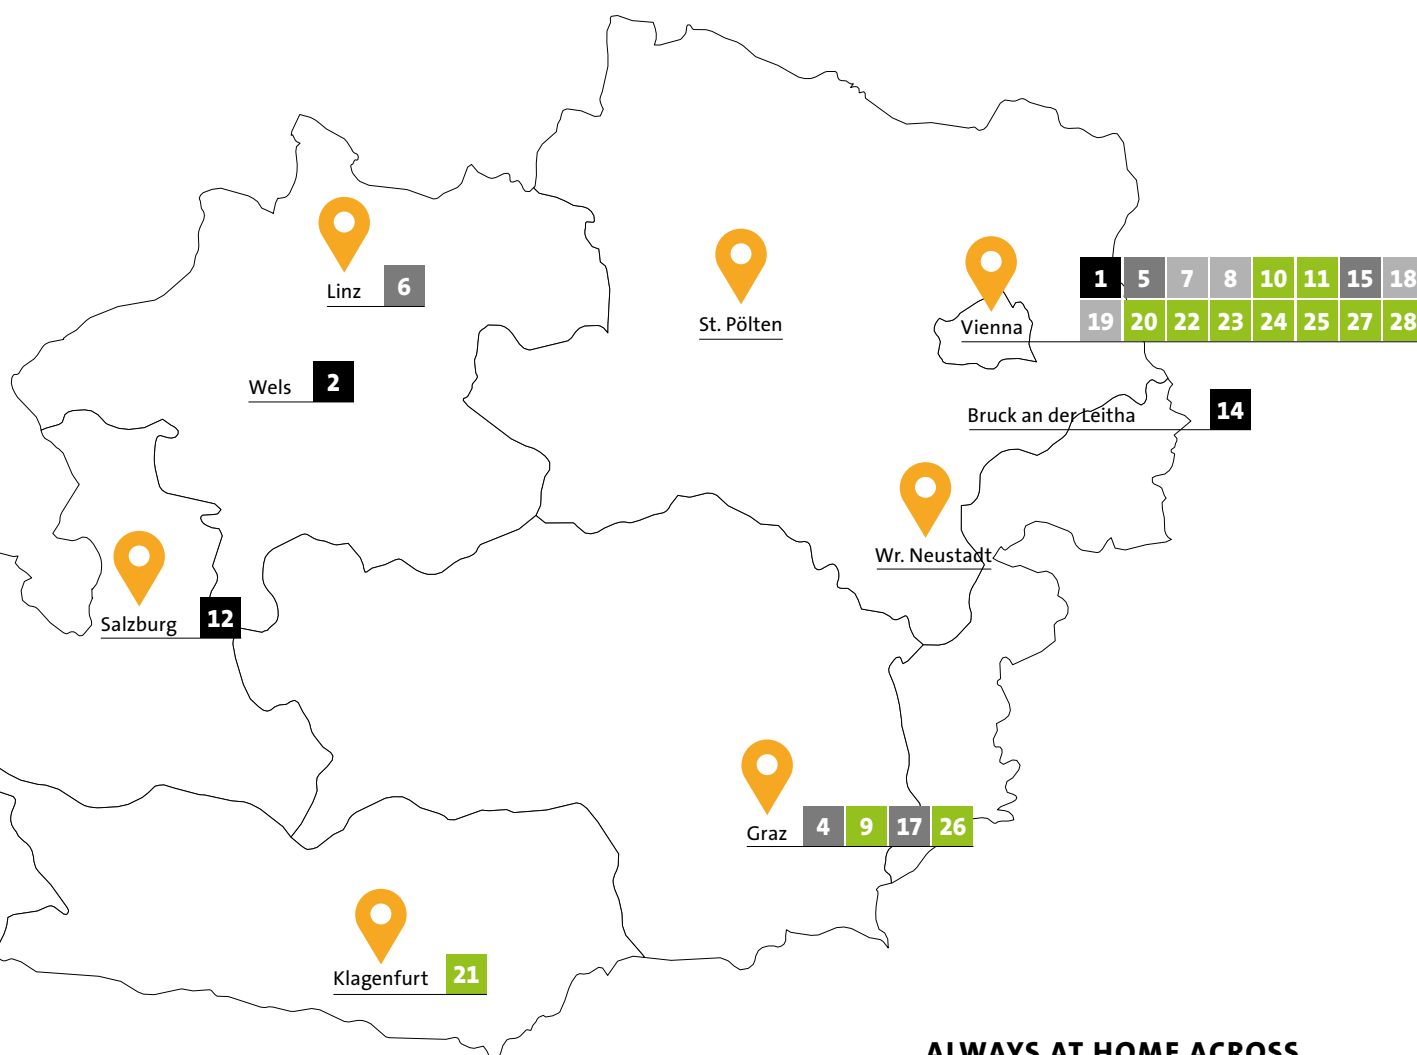 Linz 6
St. Pölten
Vienna
1 5 7 8 10 11 15 18
19 20 22 23 24 25 27 28
Wels 2
Bruck an der Leitha 14
Wr. Neustadt
Salzburg 12
Graz 4 9 17 26
Klagenfurt 21
ALWAYS AT HOME ACROSS